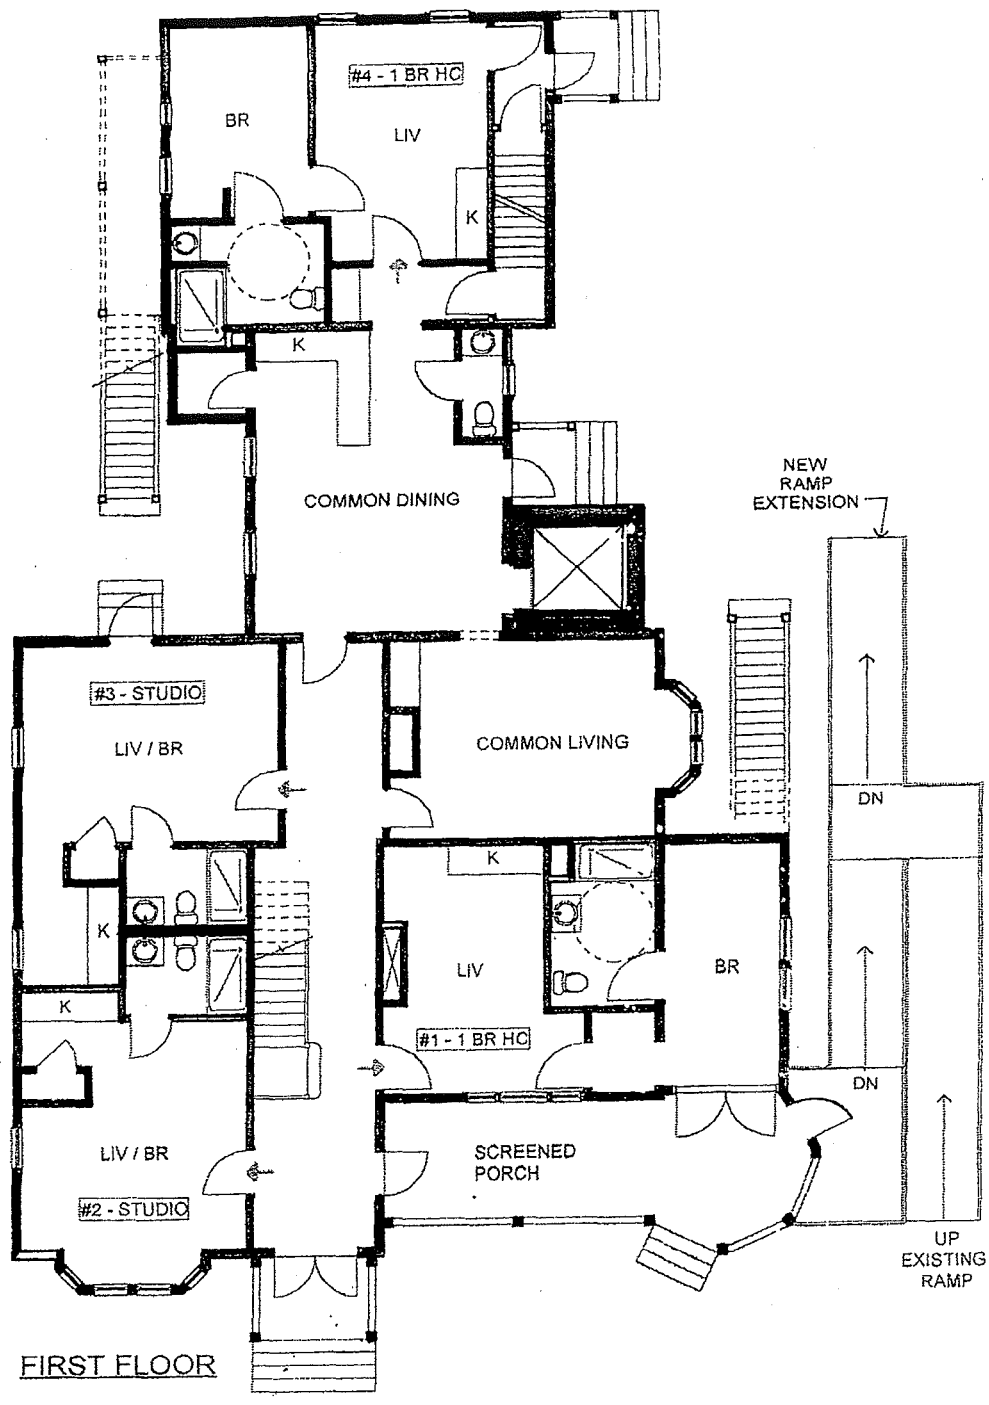 #4 - 1 BR HC
BR
LIV
K
K
COMMON DINING
NEW
RAMP
EXTENSION
#3 - STUDIO
LIV / BR
COMMON LIVING
DN
K
K
LIV
BR
K
#1 - 1 BR HC
DN
LIV / BR
SCREENED
PORCH
#2 - STUDIO
UP
EXISTING
RAMP
FIRST FLOOR